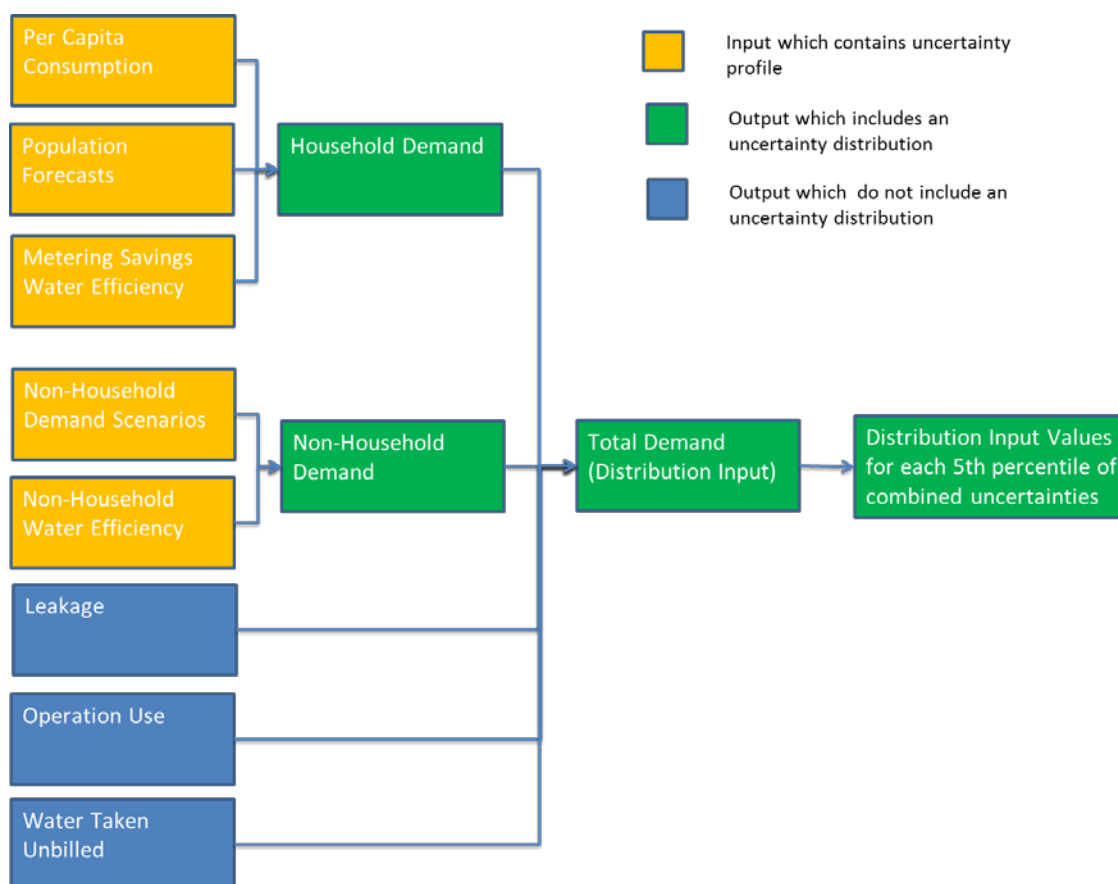 Per Capita
Consumption
Population
Forecasts
Metering Savings
Water Efficiency
Household Demand
Input which contains uncertainty
profile
Output which includes an
uncertainty distribution
Output which do not include an
uncertainty distribution
Non-Household
Demand Scenarios
Non-Household
Water Efficiency
Non-Household
Demand
Total Demand
(Distribution Input)
Distribution Input Values
for each 5th percentile of
combined uncertainties
Leakage
Operation Use
Water Taken
Unbilled